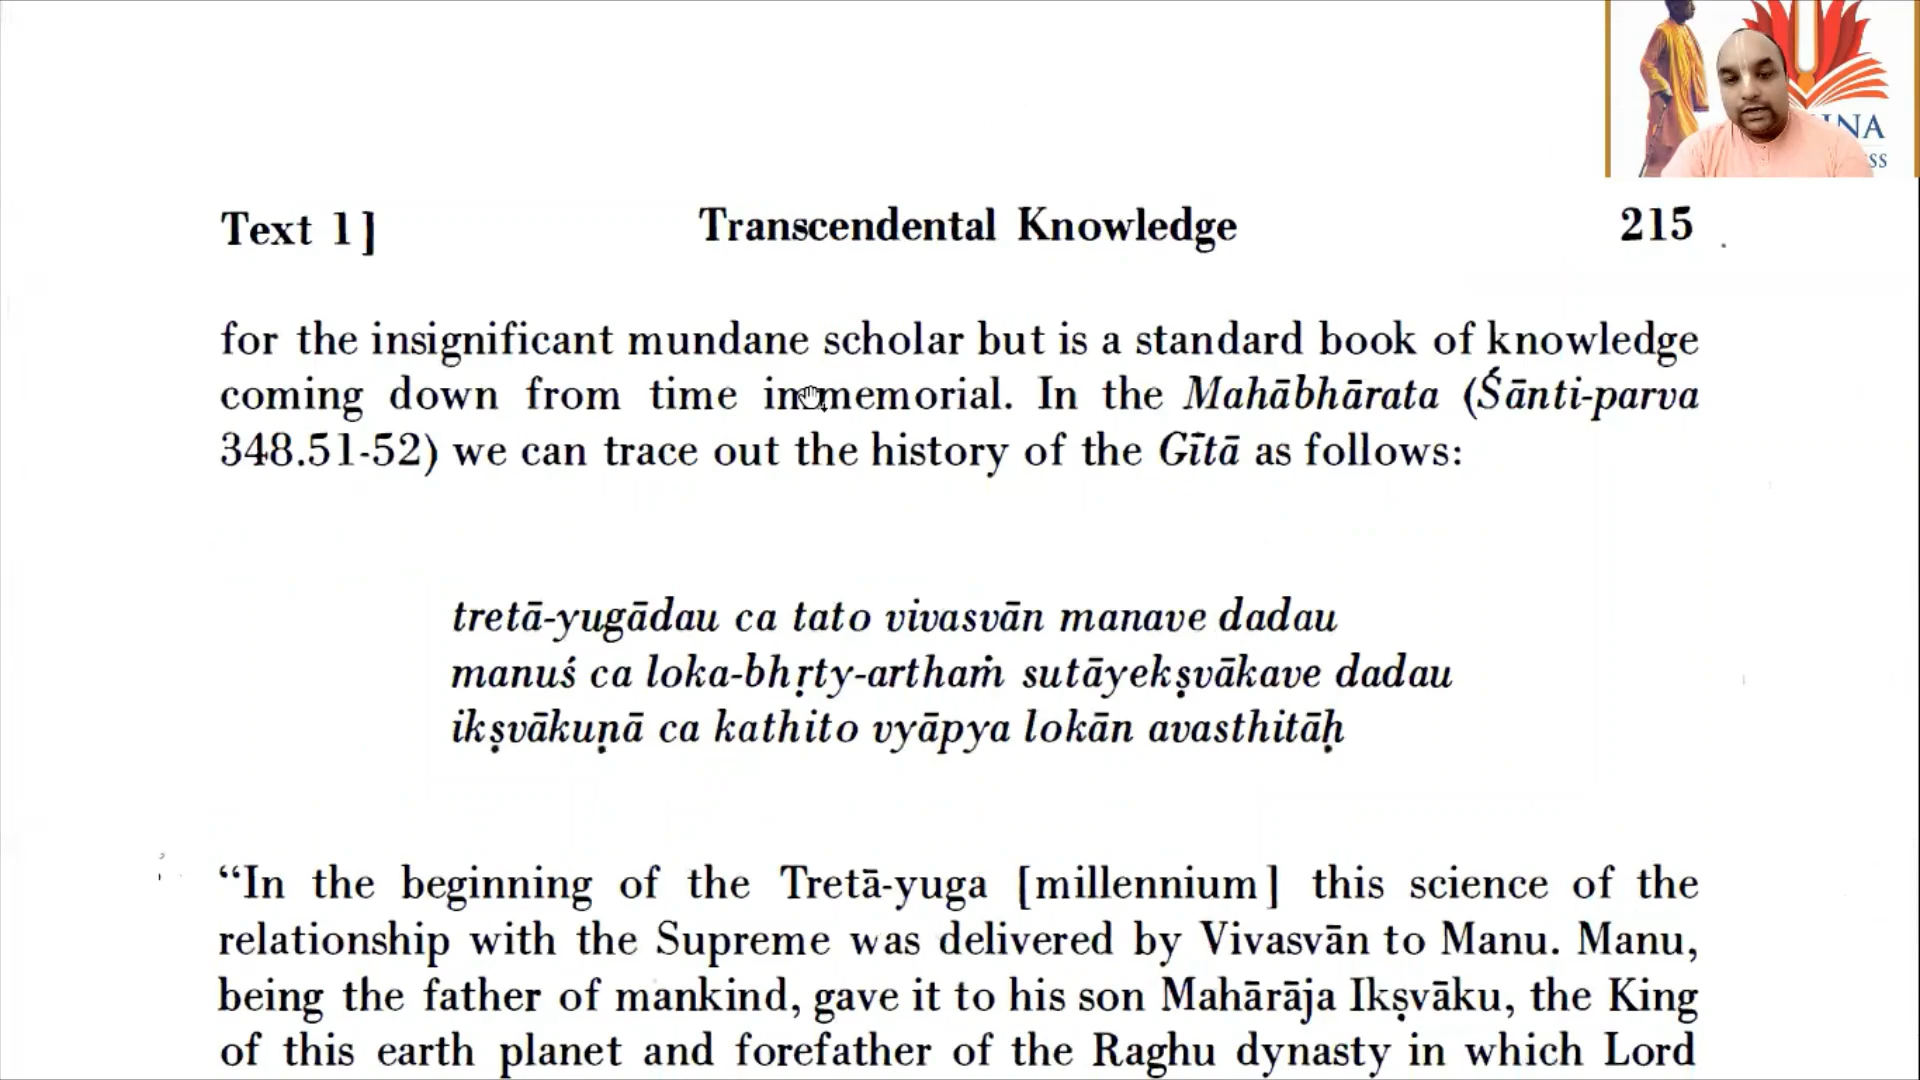 INNA
SS
Text 1] Transcendental Knowledge 215
for the insignificant mundane scholar but is a standard book of knowledge
coming down from time immemorial. In the Mahābhārata (Śānti-parva
348.51-52) we can trace out the history of the Gītā as follows:
tretā-yugādau ca tato vivasvān manave dadau
manuś ca loka-bhṛty-arthaṁ sutāyekṣvākave dadau
ikṣvākuṇā ca kathito vyāpya lokān avasthitāḥ
“In the beginning of the Tretā-yuga [millennium] this science of the
relationship with the Supreme was delivered by Vivasvān to Manu. Manu,
being the father of mankind, gave it to his son Mahārāja Ikṣvāku, the King
of this earth planet and forefather of the Raghu dynasty in which Lord